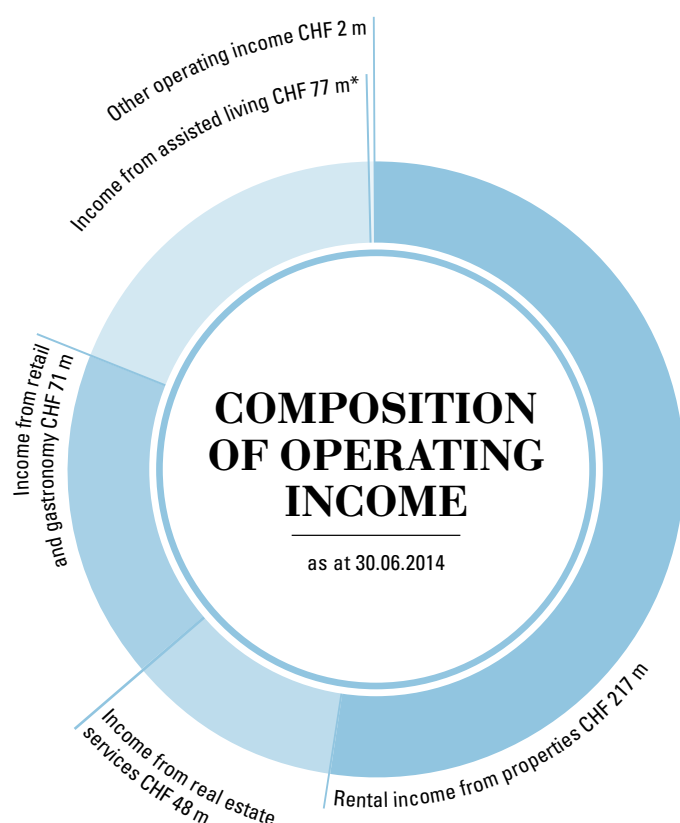 Other operating income CHF 2 m
Income from assisted living CHF 77 m*
Income from retail
and gastronomy CHF 71 m
COMPOSITION
OF OPERATING
INCOME
as at 30.06.2014
Income from real estate
services CHF 48 m
Rental income from properties CHF 217 m